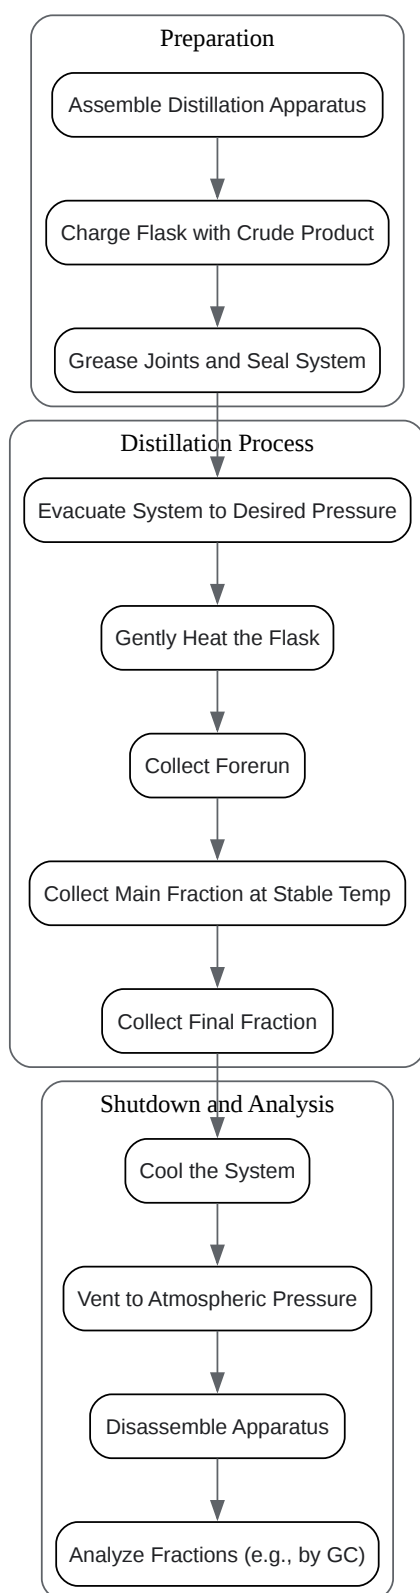 Preparation
Assemble Distillation Apparatus
Charge Flask with Crude Product
Grease Joints and Seal System
Distillation Process
Evacuate System to Desired Pressure
Gently Heat the Flask
Collect Forerun
Collect Main Fraction at Stable Temp
Collect Final Fraction
Shutdown and Analysis
Cool the System
Vent to Atmospheric Pressure
Disassemble Apparatus
Analyze Fractions (e.g., by GC)